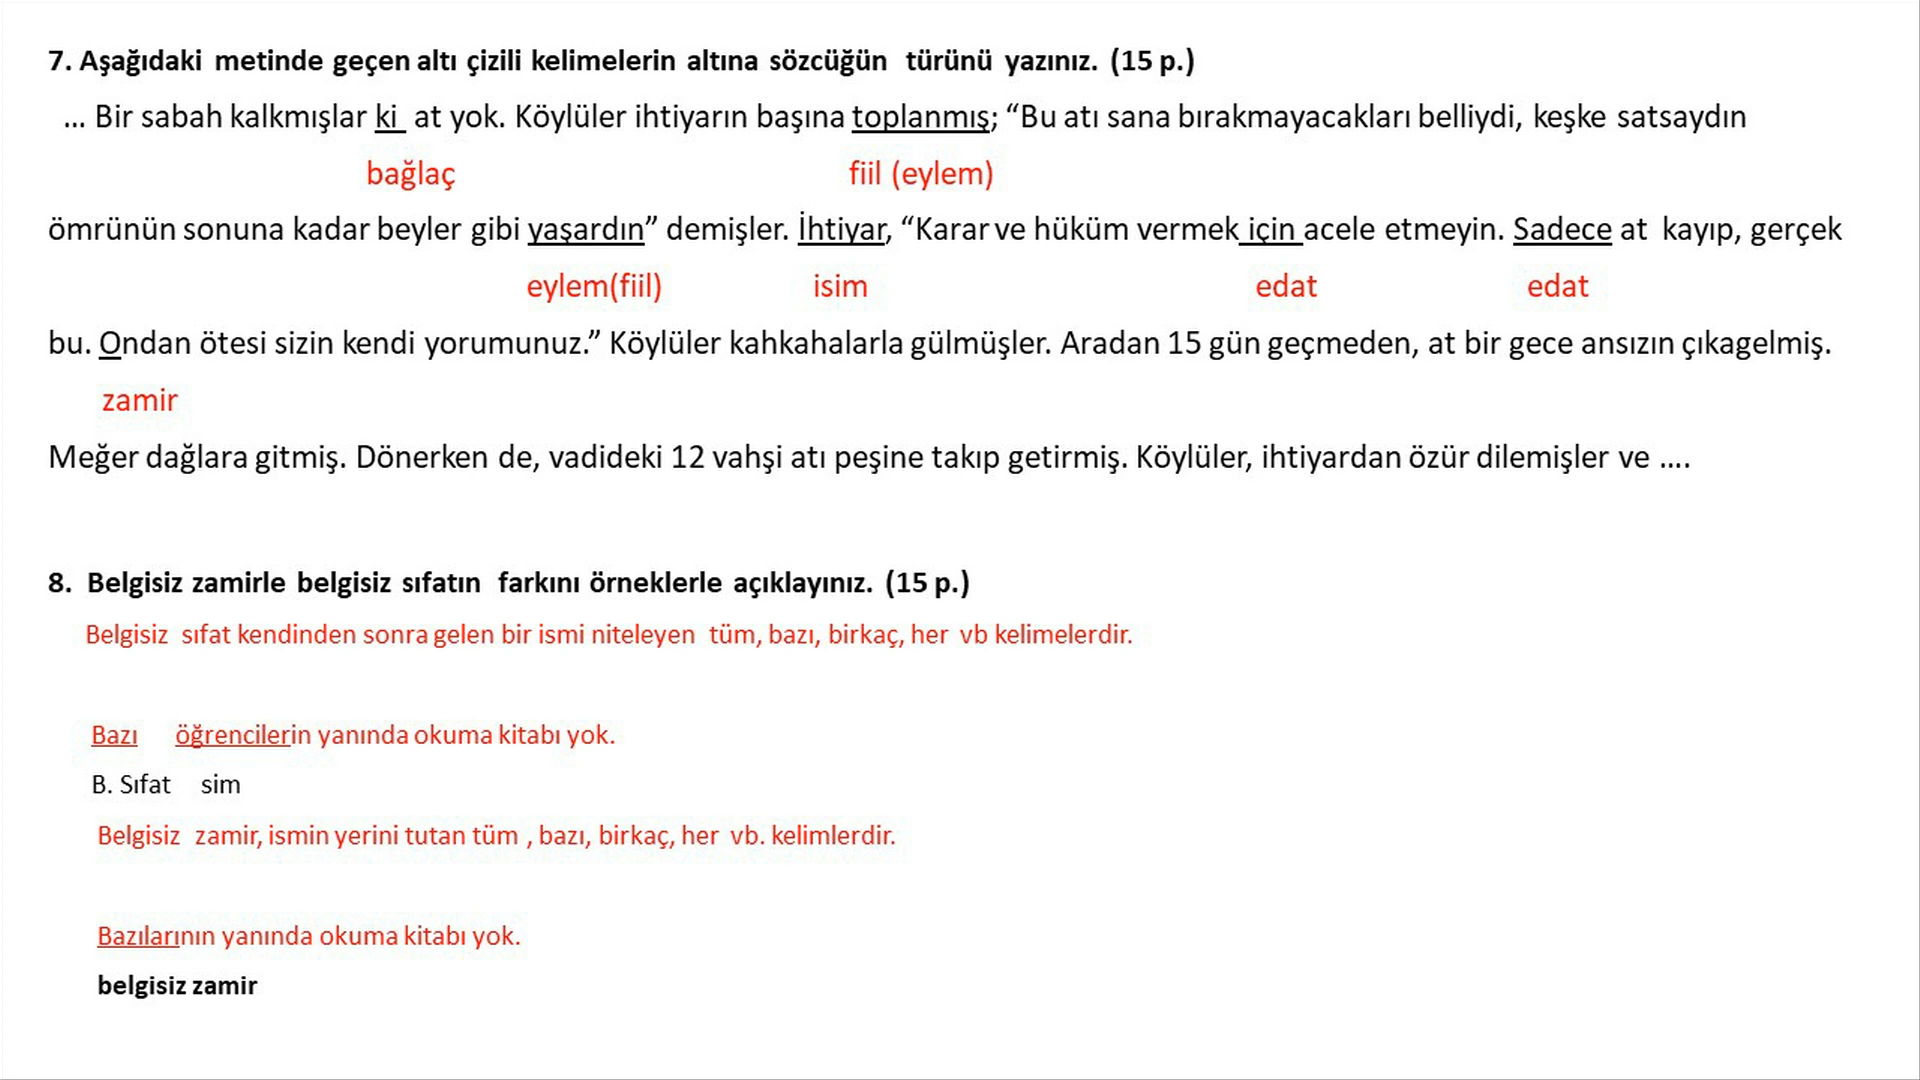 7. Aşağıdaki metinde geçen altı çizili kelimelerin altına sözcüğün türünü yazınız. (15 p.)
... Bir sabah kalkmışlar ki at yok. Köylüler ihtiyarın başına toplanmış; “Bu atı sana bırakmayacakları belliydi, keşke satsaydın
bağlaç fiil (eylem)
ömrünün sonuna kadar beyler gibi yaşardın” demişler. İhtiyar, “Karar ve hüküm vermek için acele etmeyin. Sadece at kayıp, gerçek
eylem(fiil) isim edat edat
bu. Ondan ötesi sizin kendi yorumunuz.” Köylüler kahkahalarla gülmüşler. Aradan 15 gün geçmeden, at bir gece ansızın çıkagelmiş.
zamir
Meğer dağlara gitmiş. Dönerken de, vadideki 12 vahşi atı peşine takıp getirmiş. Köylüler, ihtiyardan özür dilemişler ve ....
8. Belgisiz zamirle belgisiz sıfatın farkını örneklerle açıklayınız. (15 p.)
Belgisiz sıfat kendinden sonra gelen bir ismi niteleyen tüm, bazı, birkaç, her vb kelimelerdir.
Bazı öğrencilerin yanında okuma kitabı yok.
B. Sıfat sim
Belgisiz zamir, ismin yerini tutan tüm , bazı, birkaç, her vb. kelimlerdir.
Bazılarının yanında okuma kitabı yok.
belgisiz zamir